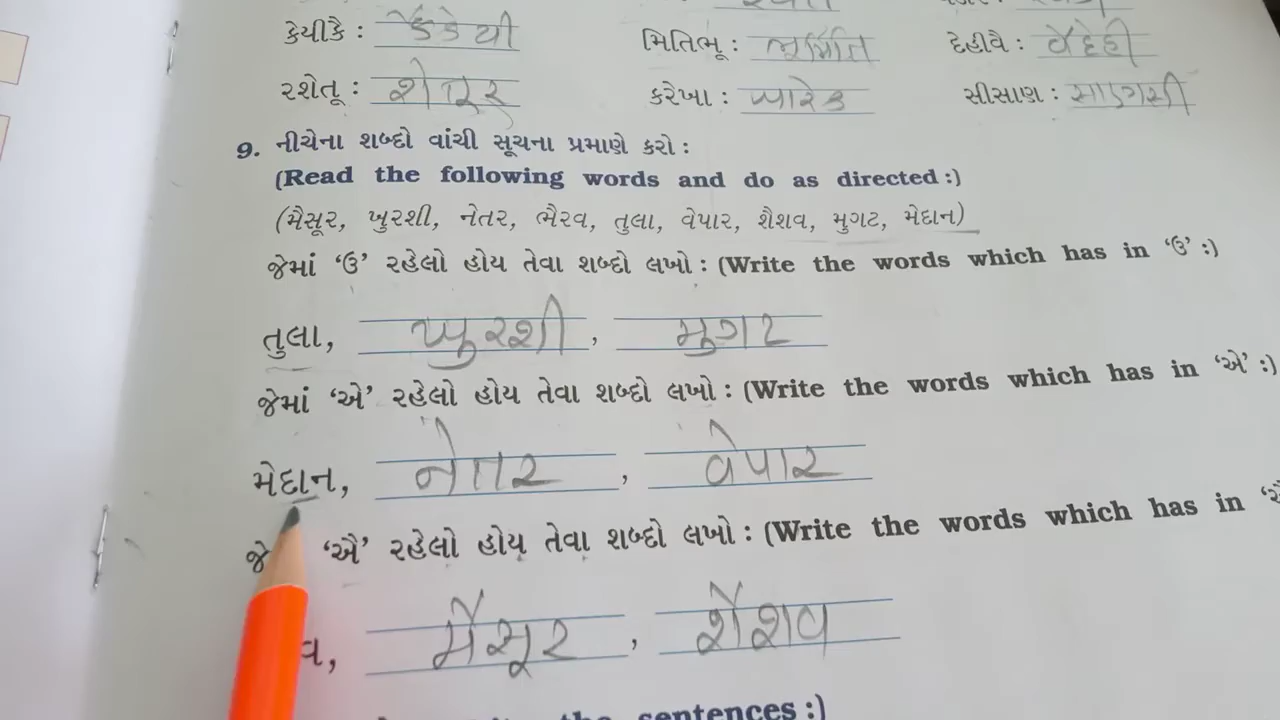 કેયીકૈ : કૈકેયી મિતિભૂ : ભૂમિતિ દેહીવૈ : વૈદેહી
રશેતૂ : શેતૂર કરેખા : ખારેક સીસાણ : સાણસી
9. નીચેના શબ્દો વાંચી સૂચના પ્રમાણે કરો :
(Read the following words and do as directed :)
(મૈસૂર, ખુરશી, નેતર, ભૈરવ, તુલા, વેપાર, શૈશવ, મુગટ, મેદાન)
જેમાં ‘ઉ’ રહેલો હોય તેવા શબ્દો લખો : (Write the words which has in ‘ઉ’ :)
તુલા, ખુરશી, મુગટ
જેમાં ‘એ’ રહેલો હોય તેવા શબ્દો લખો : (Write the words which has in ‘એ’ :)
મેદાન, નેતર, વેપાર
જે ‘ઐ’ રહેલો હોય તેવા શબ્દો લખો : (Write the words which has in
વ, મૈસૂર, શૈશવ
the sentences :)